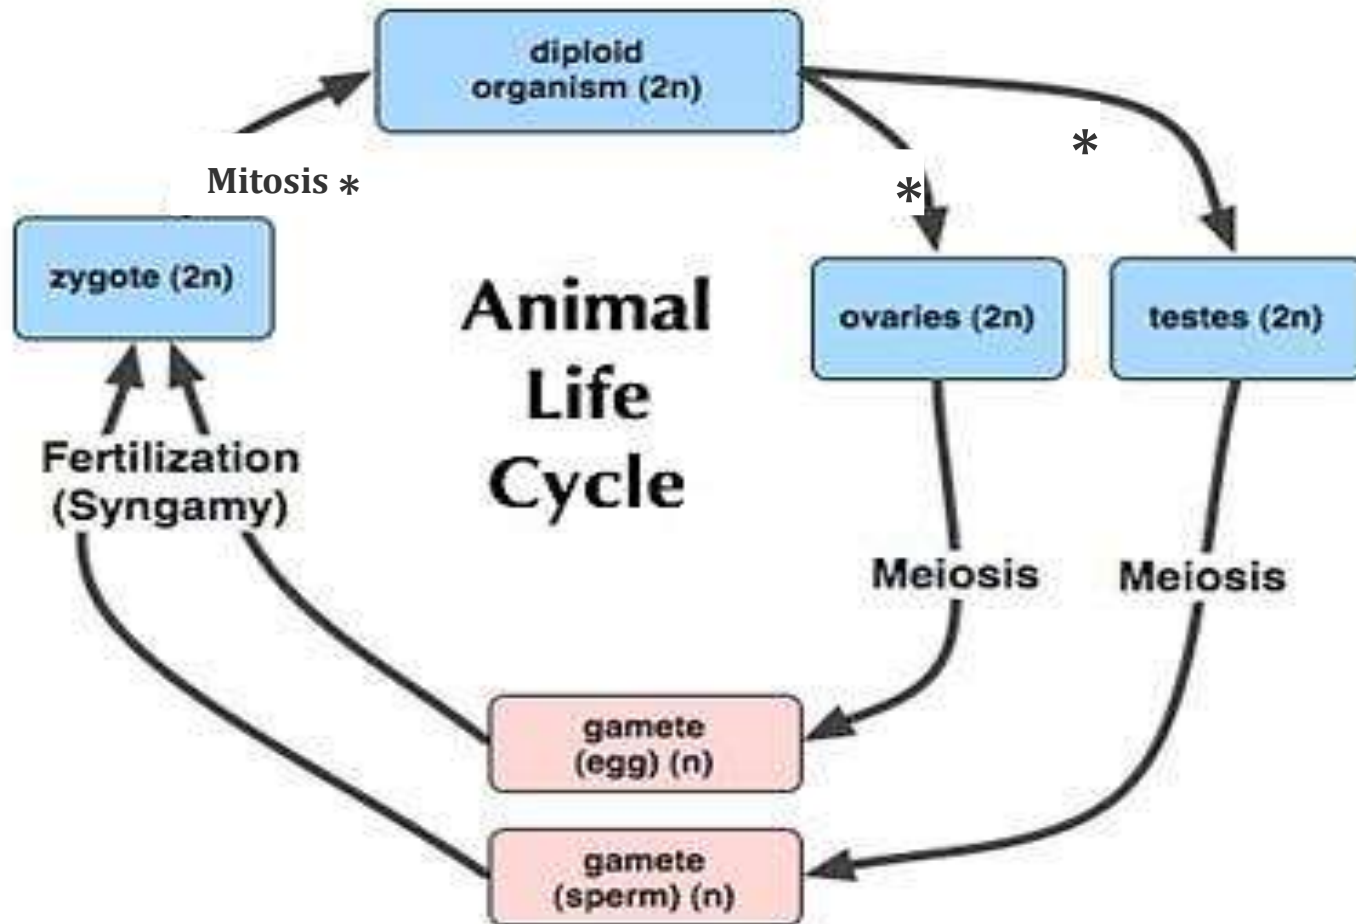 diploid
organism (2n)
*
Mitosis *
*
zygote (2n)
Animal
Life
Cycle
ovaries (2n)
testes (2n)
Fertilization
(Syngamy)
Meiosis
Meiosis
gamete
(egg) (n)
gamete
(sperm) (n)